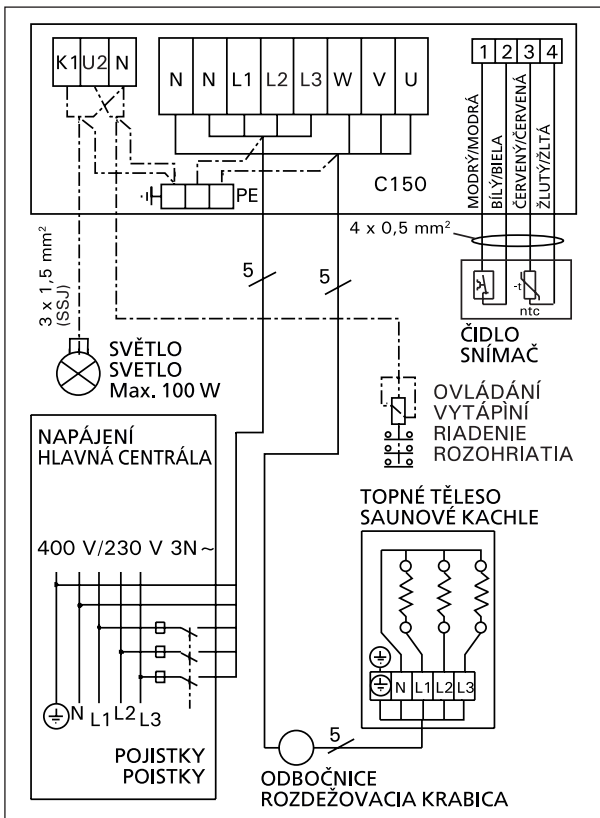 K1 U2 N
N N L1 L2 L3 W V U
1 2 3 4
MODRÝ/MODRÁ
BÍLÝ/BIELA
ČERVENÝ/ČERVENÁ
ŽLUTÝ/ŽLTÁ
PE
C150
4 x 0,5 mm²
5
5
3 x 1,5 mm²
(SSJ)
-t
ntc
ČIDLO
SNÍMAČ
SVĚTLO
SVETLO
Max. 100 W
OVLÁDÁNÍ
VYTÁPÌNÍ
RIADENIE
ROZOHRIATIA
NAPÁJENÍ
HLAVNÁ CENTRÁLA
400 V/230 V 3N~
N L1 L2 L3
POJISTKY
POISTKY
TOPNÉ TĚLESO
SAUNOVÉ KACHLE
N L1 L2 L3
5
ODBOČNICE
ROZDEŽOVACIA KRABICA